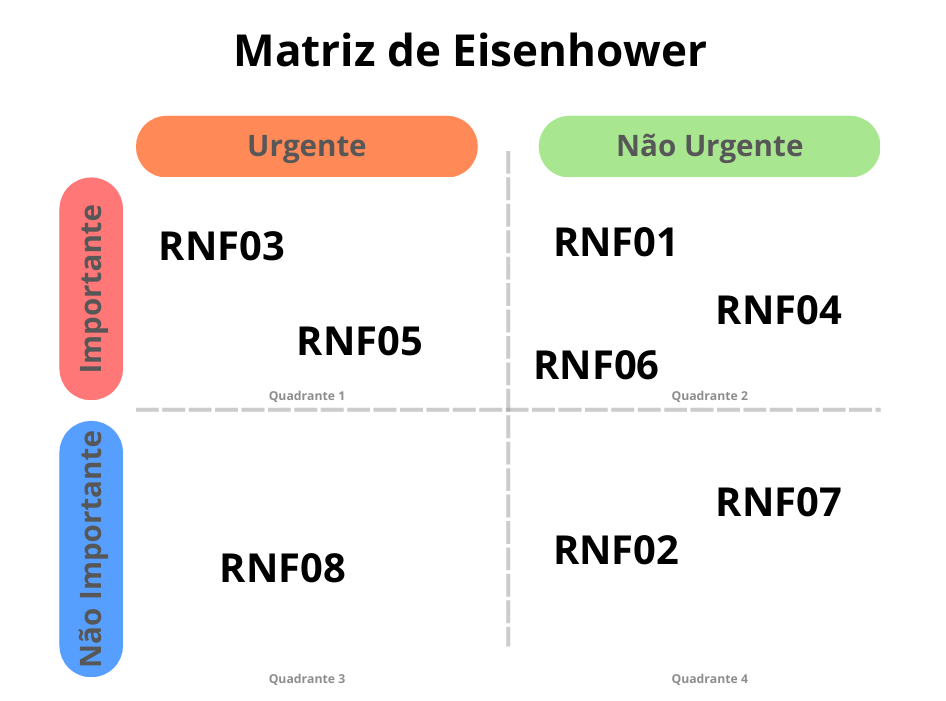 Matriz de Eisenhower
Urgente
Não Urgente
Importante
RNF03
RNF05
Quadrante 1
RNF01
RNF04
RNF06
Quadrante 2
Não Importante
RNF08
Quadrante 3
RNF07
RNF02
Quadrante 4